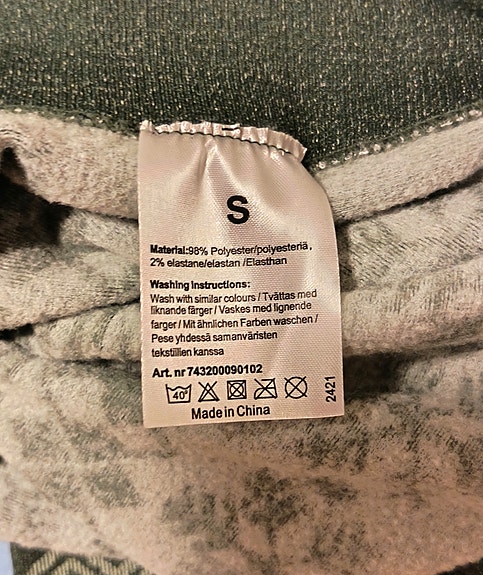 S
Material:98% Polyester/polyesteriä,
2% elastane/elastan /Elasthan
Washing Instructions:
Wash with similar colours / Tvättas med
liknande färger / Vaskes med lignende
farger / Mit ähnlichen Farben waschen /
Pese yhdessä samanväristen
tekstiilien kanssa
Art. nr 743200090102
40°
Made in China
2421